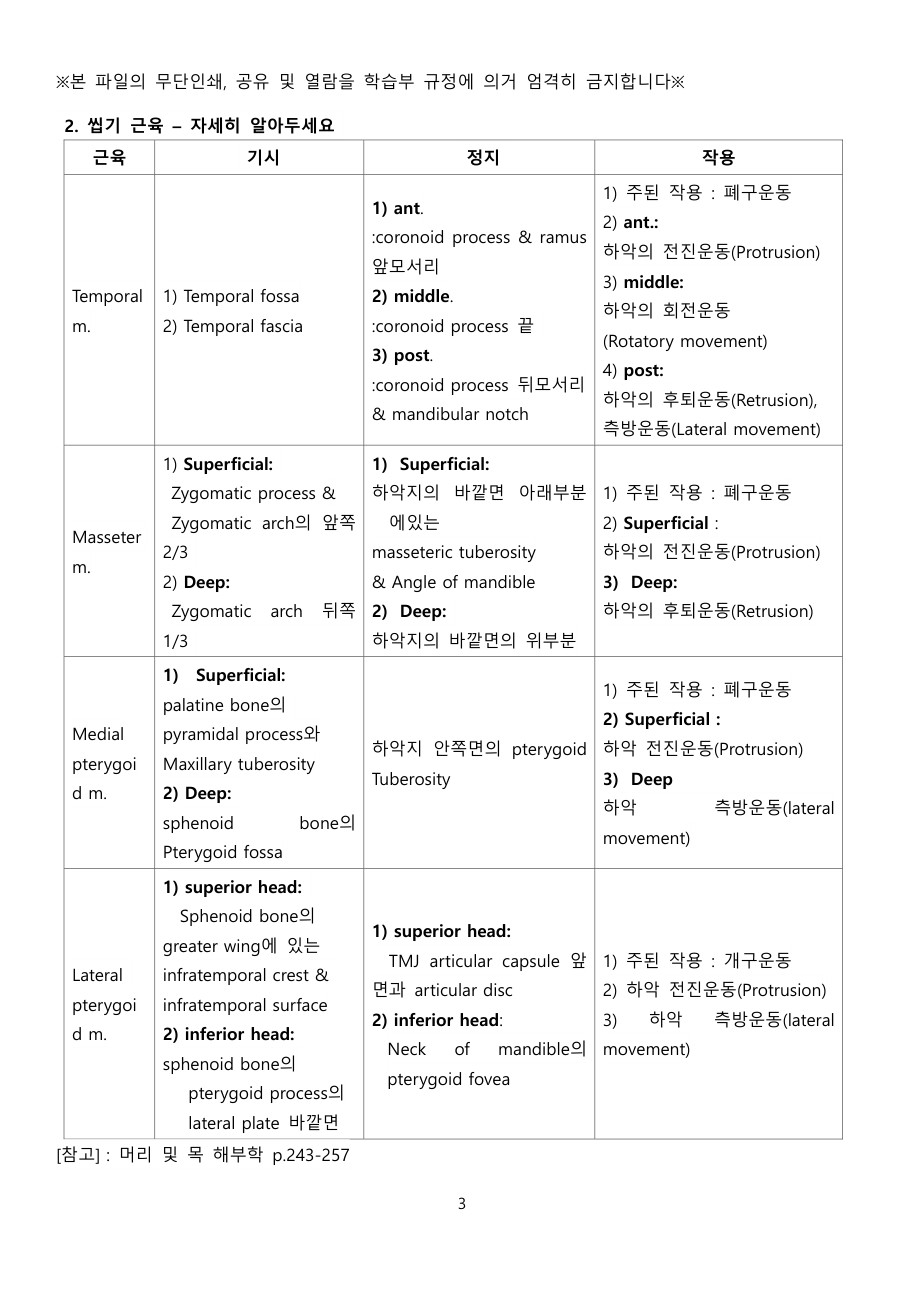 ※본 파일의 무단인쇄, 공유 및 열람을 학습부 규정에 의거 엄격히 금지합니다※
2. 씹기 근육 – 자세히 알아두세요
근육
기시
정지
작용
Temporal
m.
1) Temporal fossa
2) Temporal fascia
1) ant.
:coronoid process & ramus
앞모서리
2) middle.
:coronoid process 끝
3) post.
:coronoid process 뒤모서리
& mandibular notch
1) 주된 작용 : 폐구운동
2) ant.:
하악의 전진운동(Protrusion)
3) middle:
하악의 회전운동
(Rotatory movement)
4) post:
하악의 후퇴운동(Retrusion),
측방운동(Lateral movement)
Masseter
m.
1) Superficial:
Zygomatic process &
Zygomatic arch의 앞쪽
2/3
2) Deep:
Zygomatic arch 뒤쪽
1/3
1) Superficial:
하악지의 바깥면 아래부분
에있는
masseteric tuberosity
& Angle of mandible
2) Deep:
하악지의 바깥면의 위부분
1) 주된 작용 : 폐구운동
2) Superficial :
하악의 전진운동(Protrusion)
3) Deep:
하악의 후퇴운동(Retrusion)
Medial
pterygoi
d m.
1) Superficial:
palatine bone의
pyramidal process와
Maxillary tuberosity
2) Deep:
sphenoid bone의
Pterygoid fossa
하악지 안쪽면의 pterygoid
Tuberosity
1) 주된 작용 : 폐구운동
2) Superficial :
하악 전진운동(Protrusion)
3) Deep
하악 측방운동(lateral
movement)
Lateral
pterygoi
d m.
1) superior head:
Sphenoid bone의
greater wing에 있는
infratemporal crest &
infratemporal surface
2) inferior head:
sphenoid bone의
pterygoid process의
lateral plate 바깥면
1) superior head:
TMJ articular capsule 앞
면과 articular disc
2) inferior head:
Neck of mandible의
pterygoid fovea
1) 주된 작용 : 개구운동
2) 하악 전진운동(Protrusion)
3) 하악 측방운동(lateral
movement)
[참고] : 머리 및 목 해부학 p.243-257
3